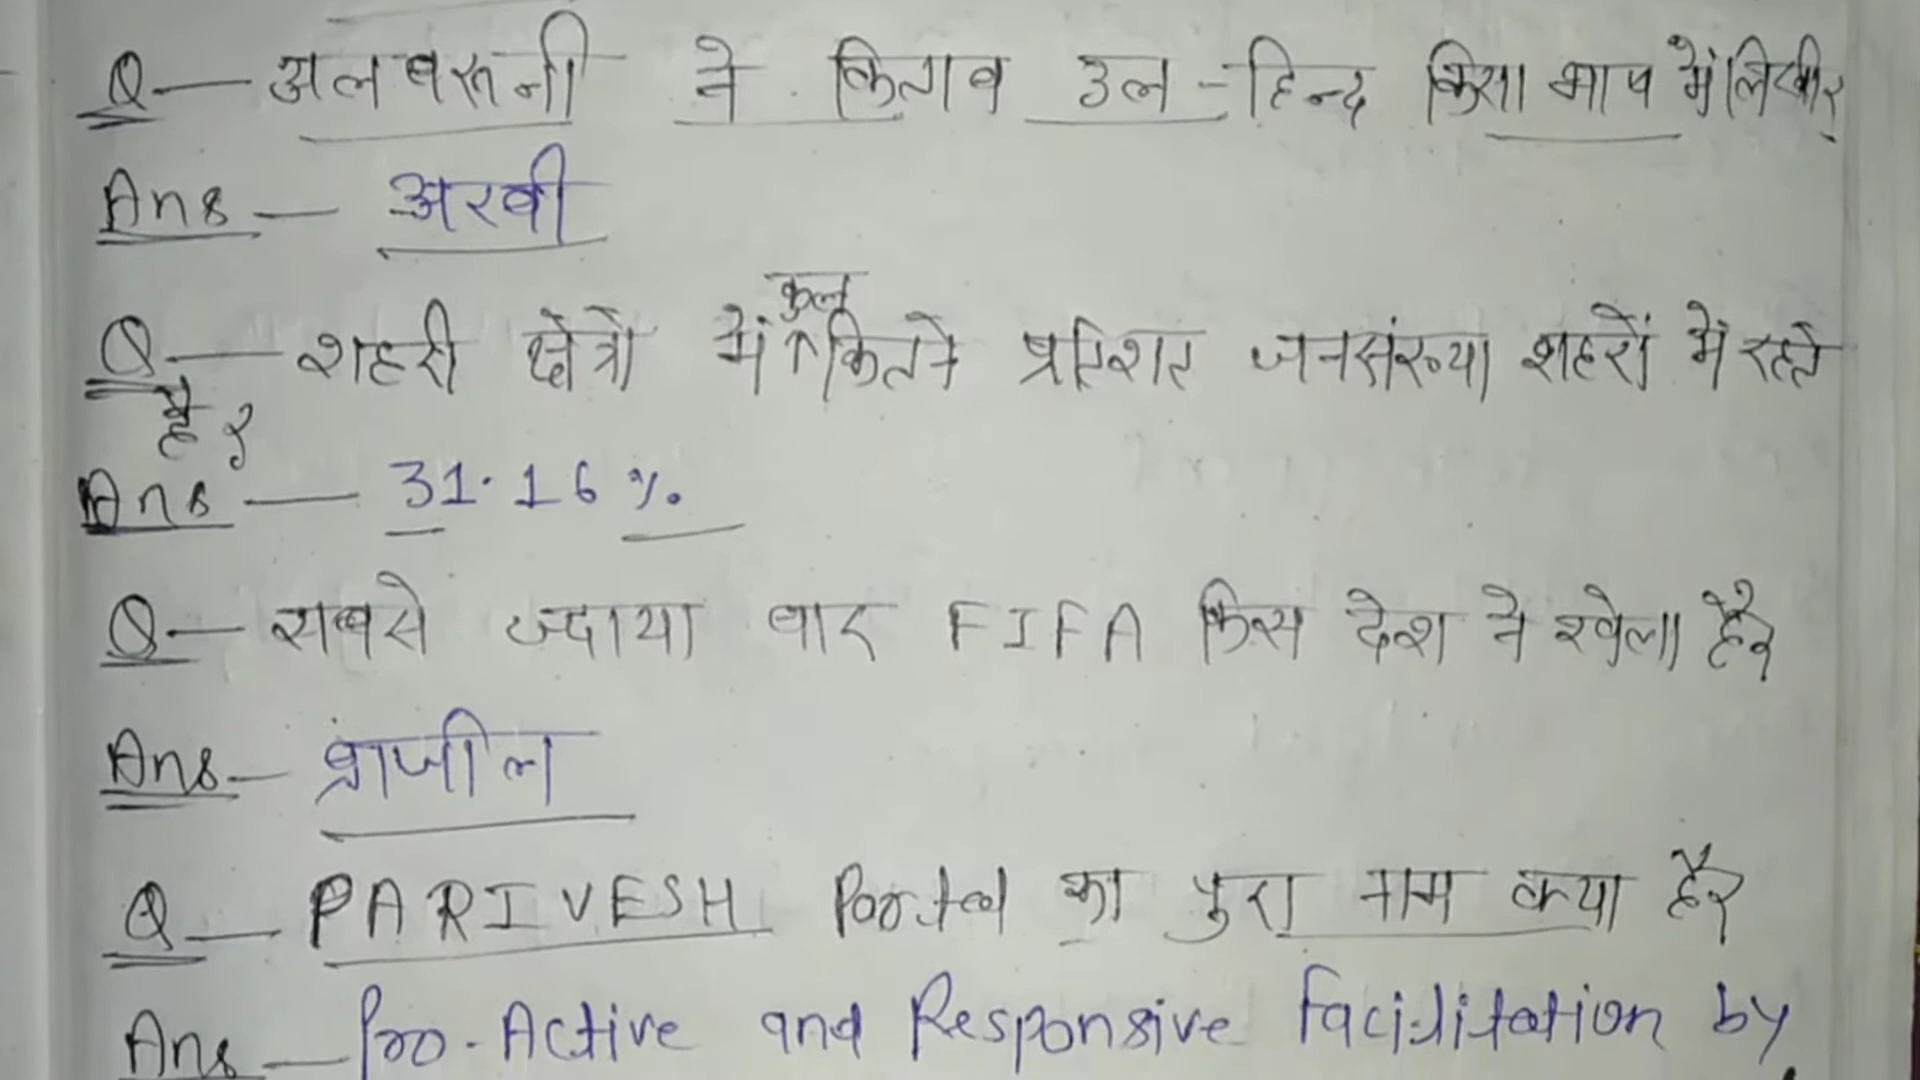 Q — अलबरूनी ने किताब उल - हिन्द किस भाष में लिखी?
Ans — अरबी
कुल
Q — शहरी क्षेत्रो में ↑ कितने प्रतिशत जनसंख्या शहरों में रहते
है?
Ans — 31.16 %
Q — सबसे ज्दाया बार FIFA किस देश ने खेला है?
Ans — ब्राजील
Q — PARIVESH Portal का पुरा नाम क्या है?
Ans — Pro-Active and Responsive Facilitation by